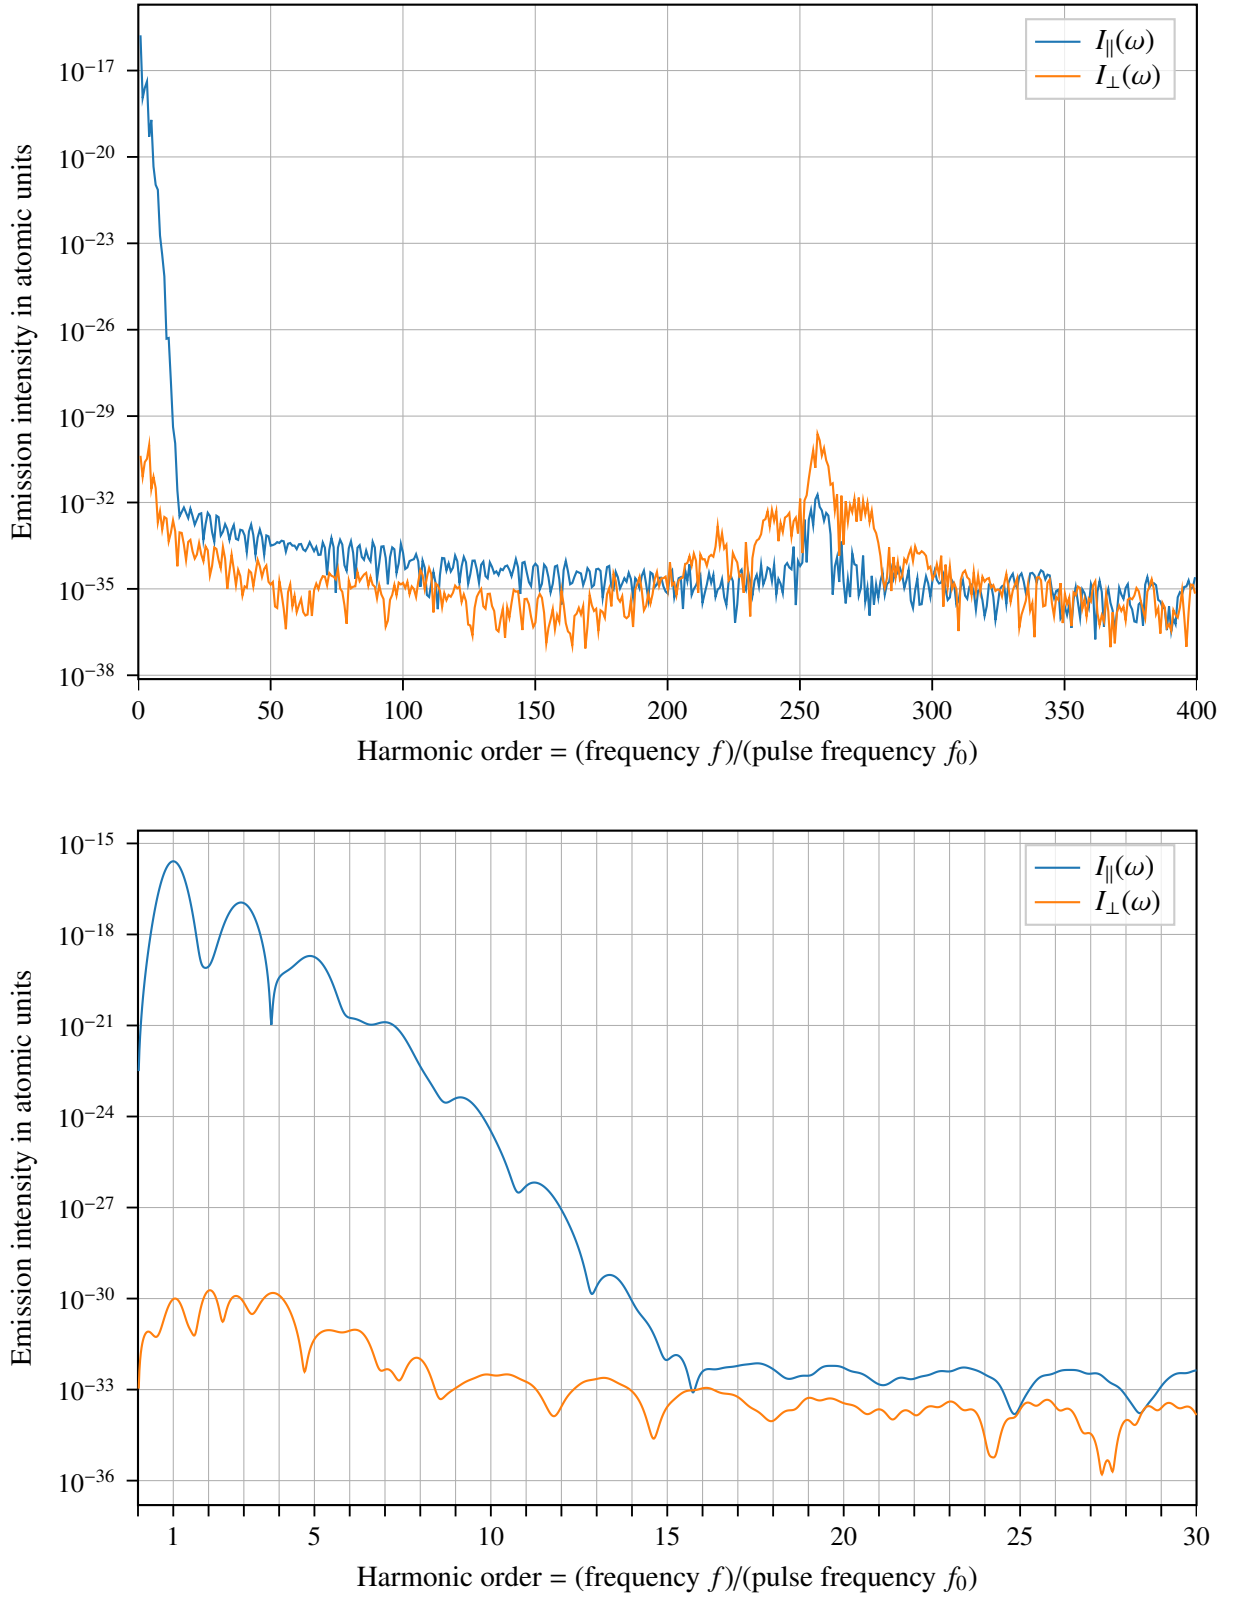 I∥(ω)
I⊥(ω)
10⁻¹⁷
10⁻²⁰
10⁻²³
10⁻²⁶
10⁻²⁹
10⁻³²
10⁻³⁵
10⁻³⁸
Emission intensity in atomic units
0 50 100 150 200 250 300 350 400
Harmonic order = (frequency f)/(pulse frequency f₀)
I∥(ω)
I⊥(ω)
10⁻¹⁵
10⁻¹⁸
10⁻²¹
10⁻²⁴
10⁻²⁷
10⁻³⁰
10⁻³³
10⁻³⁶
Emission intensity in atomic units
1 5 10 15 20 25 30
Harmonic order = (frequency f)/(pulse frequency f₀)